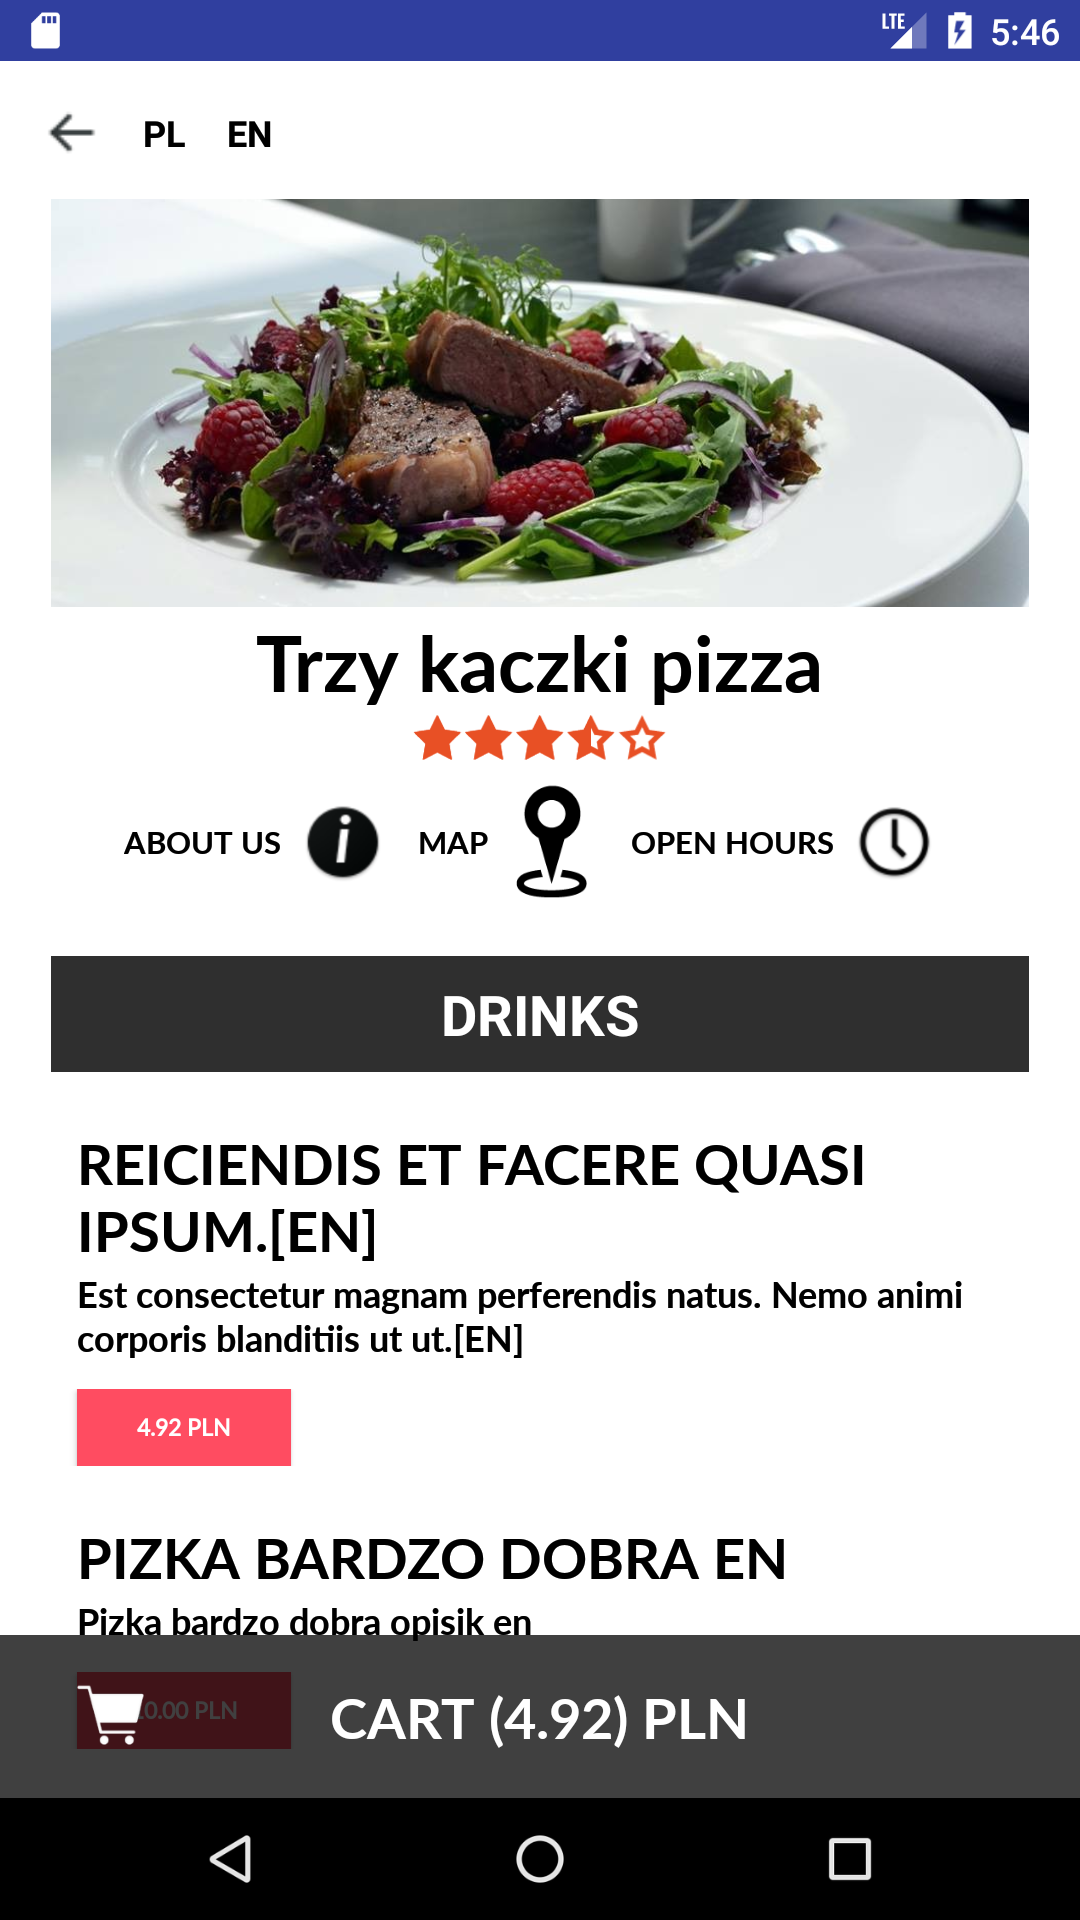 LTE 5:46
PL EN
Trzy kaczki pizza
ABOUT US MAP OPEN HOURS
DRINKS
REICIENDIS ET FACERE QUASI
IPSUM.[EN]
Est consectetur magnam perferendis natus. Nemo animi
corporis blanditiis ut ut.[EN]
4.92 PLN
PIZKA BARDZO DOBRA EN
Pizka bardzo dobra opisik en
0.00 PLN
CART (4.92) PLN